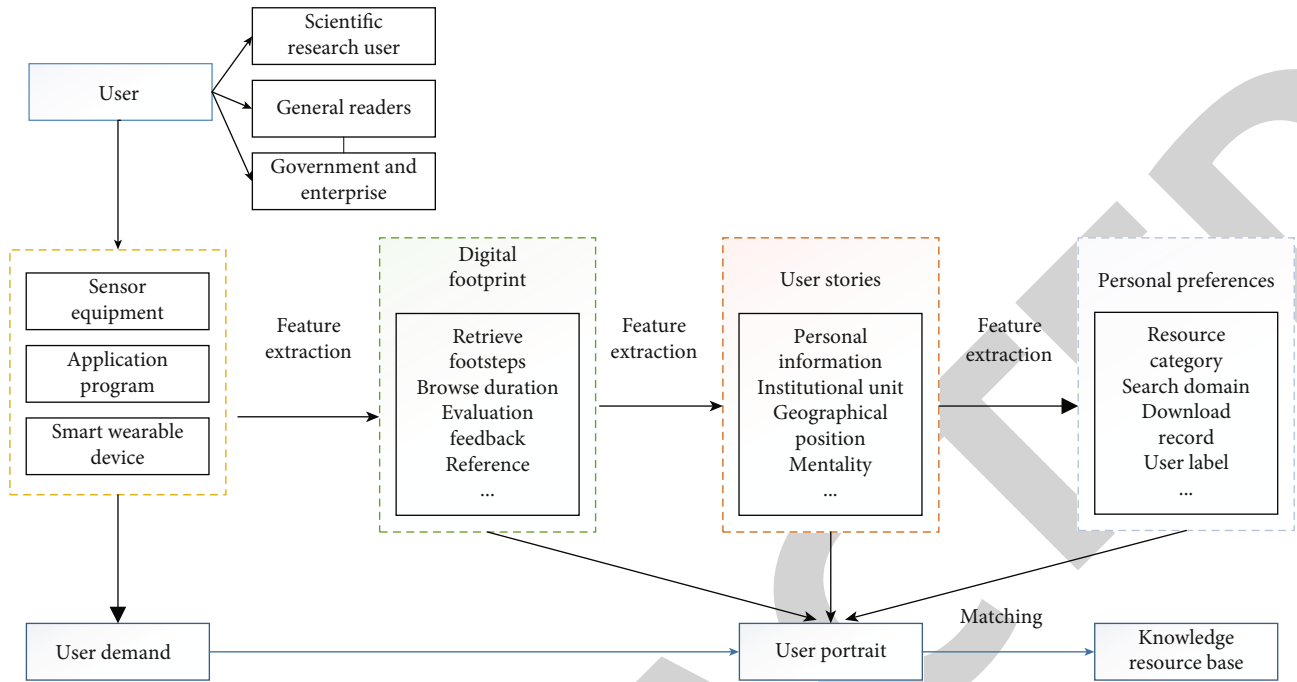 Scientific
research user
User
General readers
Government and
enterprise
Sensor
equipment
Application
program
Smart wearable
device
Feature
extraction
Digital
footprint
Retrieve
footsteps
Browse duration
Evaluation
feedback
Reference
...
Feature
extraction
User stories
Personal
information
Institutional unit
Geographical
position
Mentality
...
Feature
extraction
Personal preferences
Resource
category
Search domain
Download
record
User label
...
User demand
User portrait
Matching
Knowledge
resource base